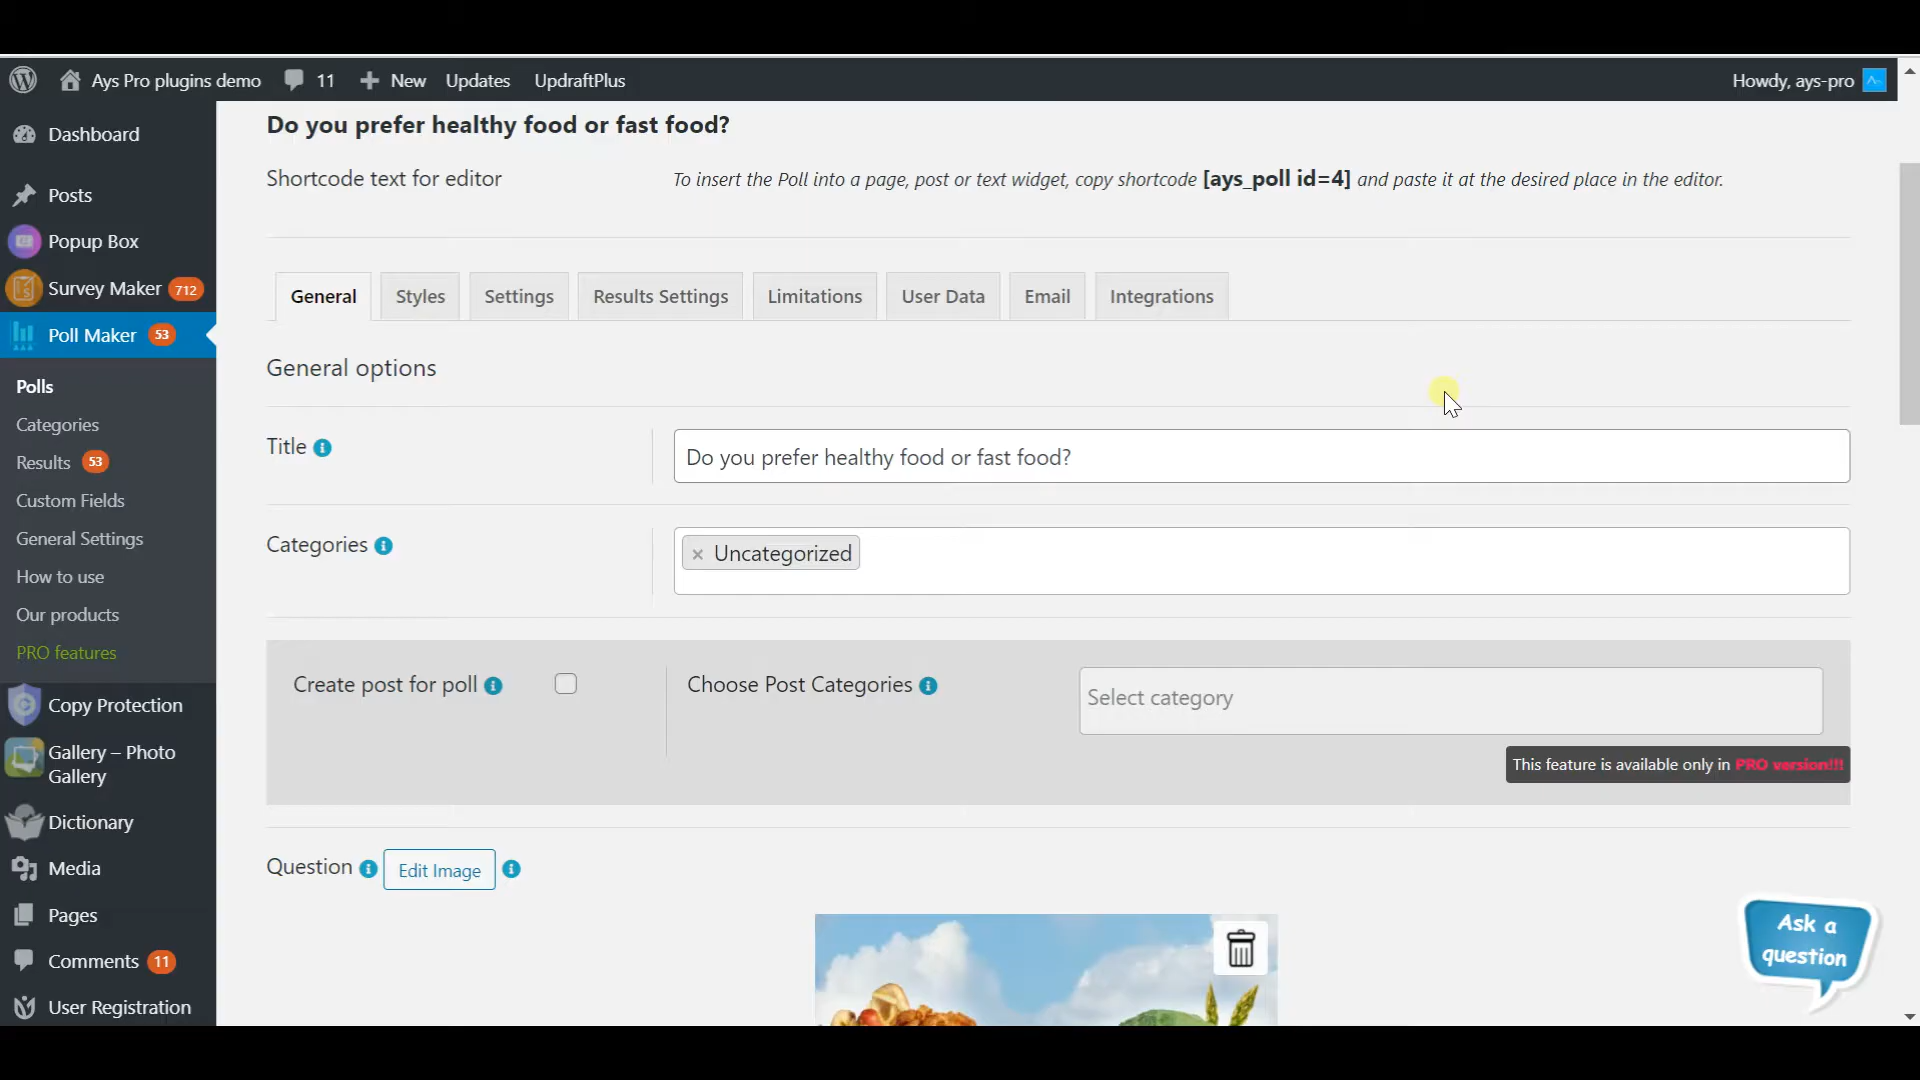 Ays Pro plugins demo 11 New Updates UpdraftPlus Howdy, ays-pro
Dashboard
Posts
Popup Box
Survey Maker 712
Poll Maker 53
Polls
Categories
Results 53
Custom Fields
General Settings
How to use
Our products
PRO features
Copy Protection
Gallery – Photo
Gallery
Dictionary
Media
Pages
Comments 11
User Registration
Do you prefer healthy food or fast food?
Shortcode text for editor
To insert the Poll into a page, post or text widget, copy shortcode [ays_poll id=4] and paste it at the desired place in the editor.
General Styles Settings Results Settings Limitations User Data Email Integrations
General options
Title
Do you prefer healthy food or fast food?
Categories
× Uncategorized
Create post for poll
Choose Post Categories
Select category
This feature is available only in PRO version!!!
Question Edit Image
Ask a
question